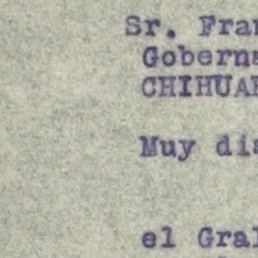 Sr. Fran
Goberna
CHIHUAH
Muy dis
el Gral